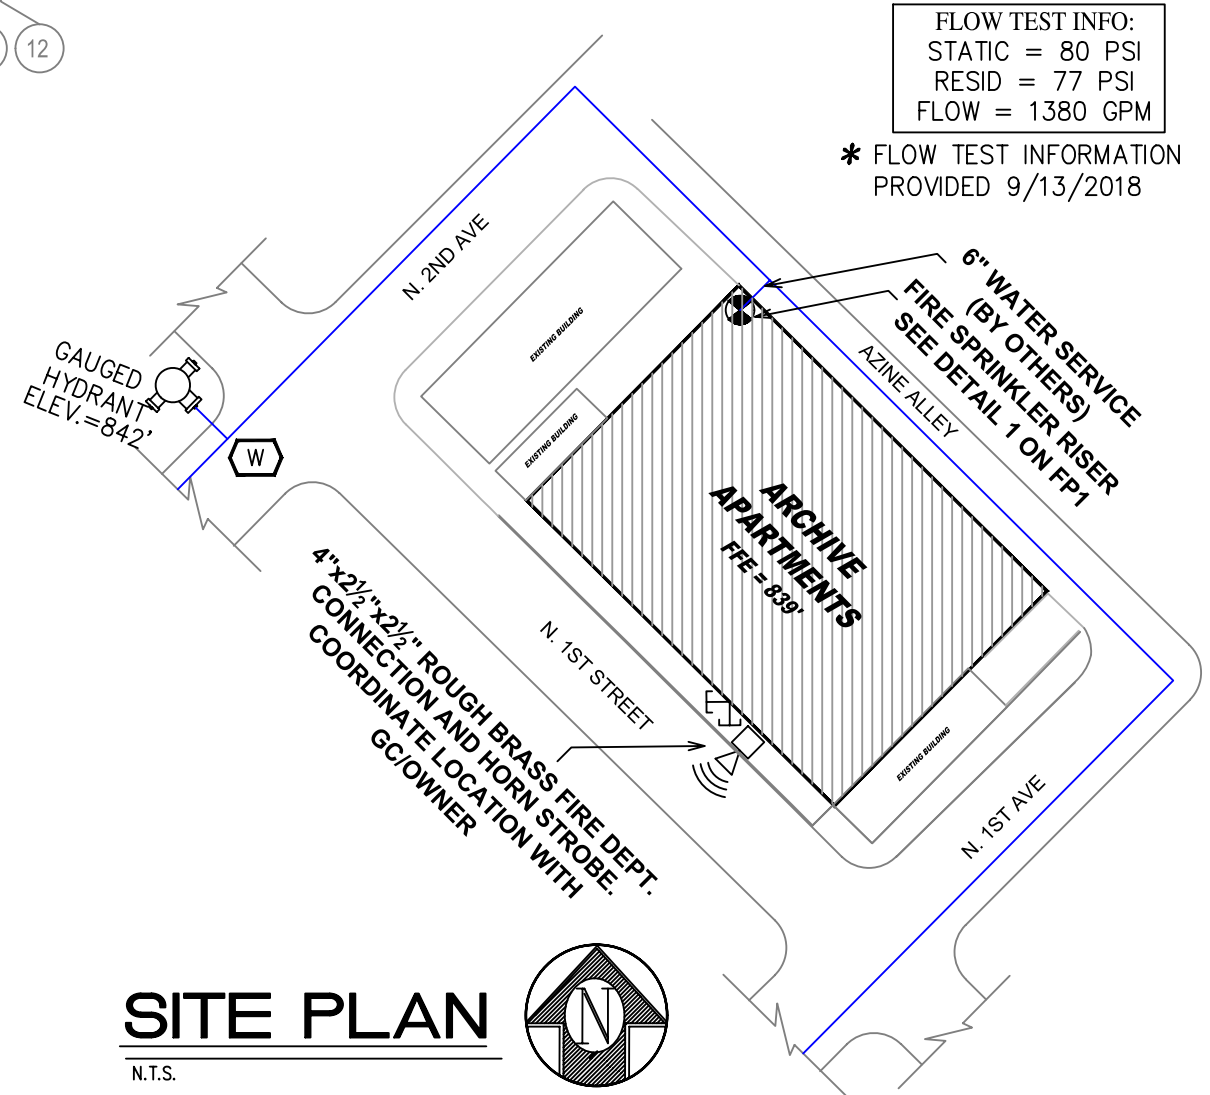 12
FLOW TEST INFO:
STATIC = 80 PSI
RESID = 77 PSI
FLOW = 1380 GPM
* FLOW TEST INFORMATION
PROVIDED 9/13/2018
N. 2ND AVE
6" WATER SERVICE
(BY OTHERS)
FIRE SPRINKLER RISER
SEE DETAIL 1 ON FP1
EXISTING BUILDING
AZINE ALLEY
GAUGED
HYDRANT
ELEV.=842'
W
EXISTING BUILDING
ARCHIVE
APARTMENTS
FFE = 839'
4"x2½"x2½" ROUGH BRASS FIRE DEPT.
CONNECTION AND HORN STROBE.
COORDINATE LOCATION WITH
GC/OWNER
N. 1ST STREET
EXISTING BUILDING
N. 1ST AVE
SITE PLAN
N
N.T.S.